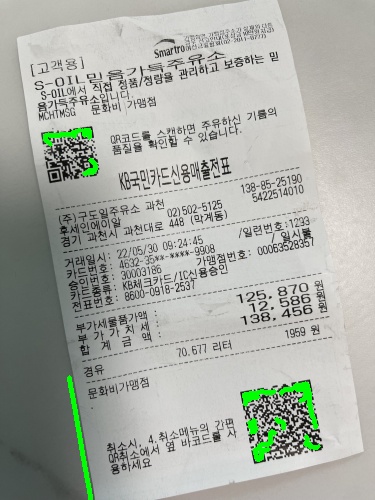 [고객용]
Smartro
S-OIL믿음가득주유소
S-OIL에서 직접 정품/정량을 관리하고 보증하는 믿
음가득주유소입니다.
MCHTMSG 문화비 가맹점
QR코드를 스캔하면 주유하신 기름의
품질을 확인할 수 있습니다.
KB국민카드신용매출전표
(주)구도일주유소 과천 138-85-25190
후세인에이알 02)502-5125 5422514010
경기 과천시 과천대로 448 (막계동)
거래일시: 22/05/30 09:24:45 /일련번호:1293
카드번호: 4632-35**-****-9908 일시불
승인번호: 30003186 가맹점번호: 00063528357
카드종류: KB체크카드/IC신용승인
전표번호: 8600-0918-2537
부가세물품가액 : 125,870 원
부 가 가 치 세 : 12,586 원
합 계 금 액 : 138,456 원
경유 70.677 리터 1959 원
문화비가맹점
취소시, 4.취소메뉴의 간편
QR취소에서 옆 바코드를 사
용하세요